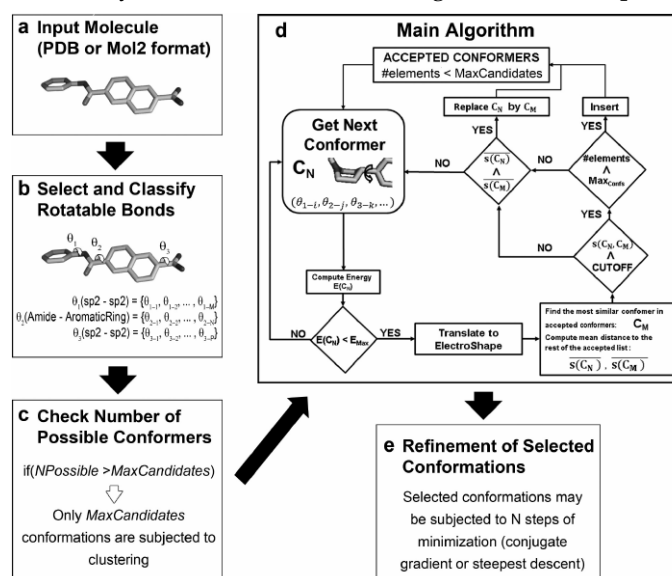 a Input Molecule
(PDB or Mol2 format)
b Select and Classify
Rotatable Bonds
θ1 θ2 θ3
θ1(sp2 - sp2) = {θ1−1, θ1−2, ... , θ1−M}
θ2(Amide - AromaticRing) = {θ2−1, θ2−2, ... , θ2−N}
θ3(sp2 - sp2) = {θ3−1, θ3−2, ... , θ3−P}
c Check Number of
Possible Conformers
if(NPossible >MaxCandidates)
Only MaxCandidates
conformations are subjected to
clustering
d Main Algorithm
ACCEPTED CONFORMERS
#elements < MaxCandidates
Get Next
Conformer
CN
(θ1−i, θ2−j, θ3−k, ...)
Compute Energy
E(Cn)
E(CN) < EMax
NO
YES
Translate to
ElectroShape
Find the most similar confomer in
accepted conformers: CM
Compute mean distance to
the rest of the accepted list:
s(CN) , s(CM)
s(CN, CM)
^
CUTOFF
NO
YES
#elements
^
MaxConfs
NO
YES
Insert
s(CN)
^
s(CM)
NO
YES
Replace CN by CM
e Refinement of Selected
Conformations
Selected conformations may
be subjected to N steps of
minimization (conjugate
gradient or steepest descent)